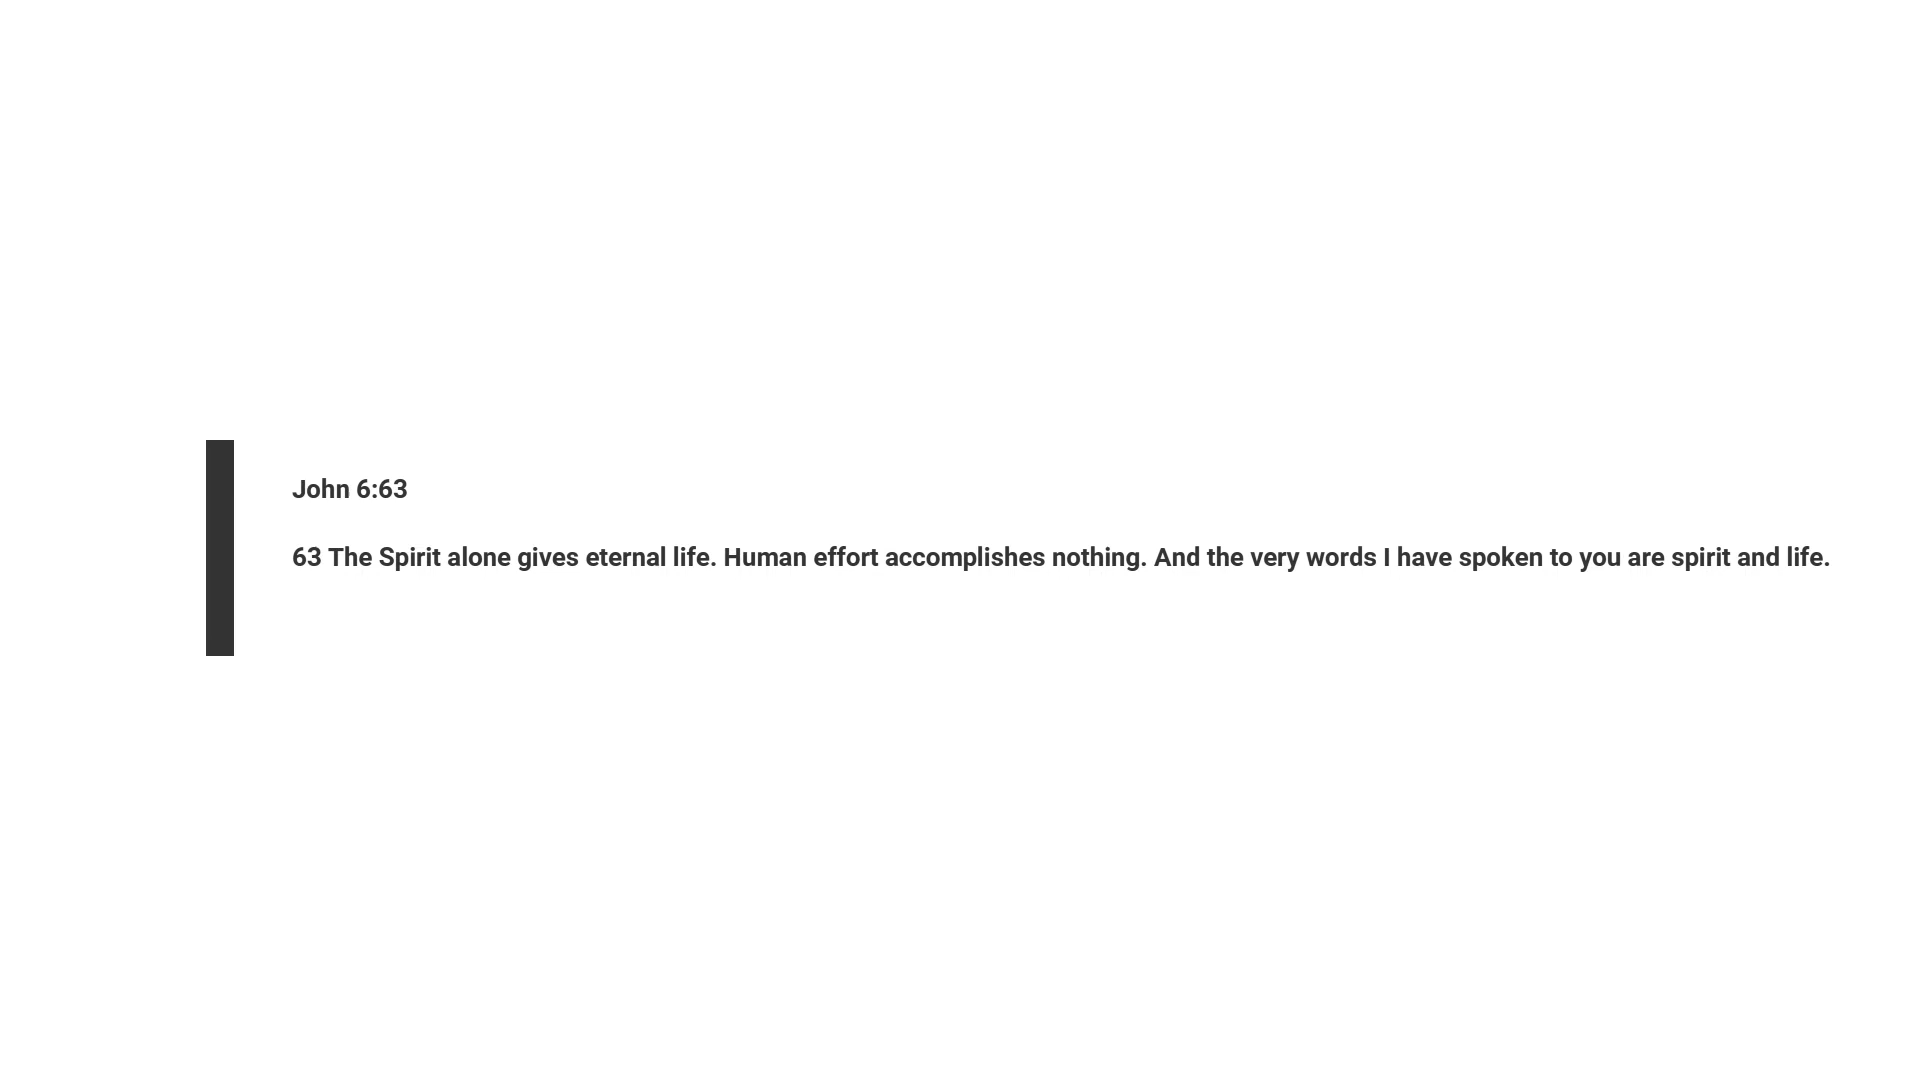 John 6:63
63 The Spirit alone gives eternal life. Human effort accomplishes nothing. And the very words I have spoken to you are spirit and life.